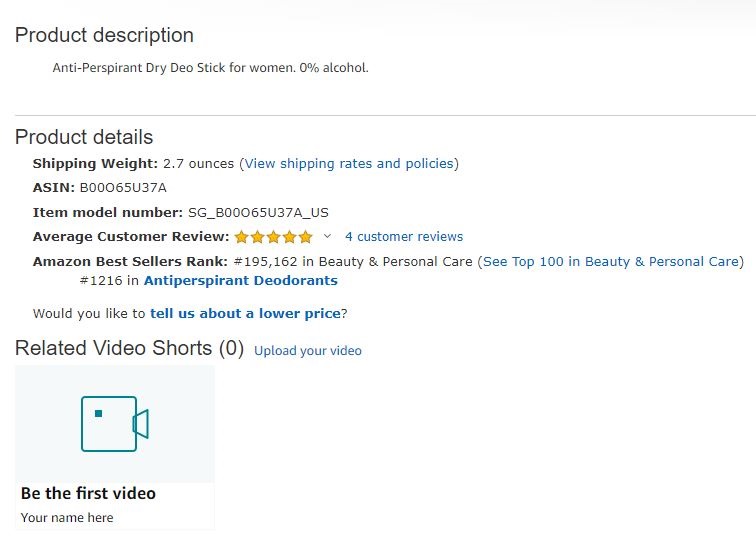 Product description
Anti-Perspirant Dry Deo Stick for women. 0% alcohol.
Product details
Shipping Weight: 2.7 ounces (View shipping rates and policies)
ASIN: B00O65U37A
Item model number: SG_B00O65U37A_US
Average Customer Review: 4 customer reviews
Amazon Best Sellers Rank: #195,162 in Beauty & Personal Care (See Top 100 in Beauty & Personal Care)
#1216 in Antiperspirant Deodorants
Would you like to tell us about a lower price?
Related Video Shorts (0) Upload your video
Be the first video
Your name here